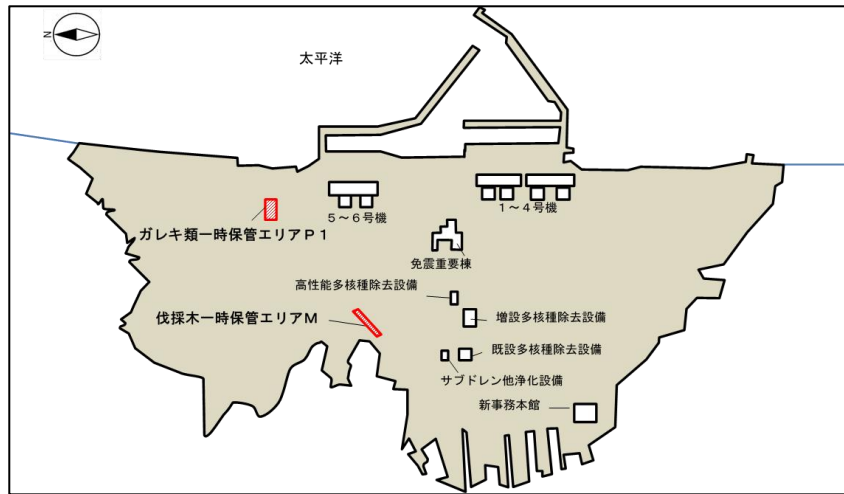 N
太平洋
５～６号機
１～４号機
ガレキ類一時保管エリアＰ１
免震重要棟
高性能多核種除去設備
伐採木一時保管エリアＭ
増設多核種除去設備
既設多核種除去設備
サブドレン他浄化設備
新事務本館